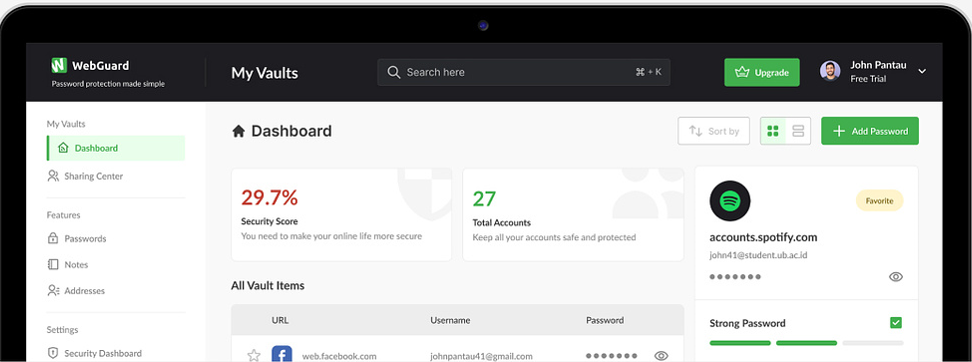 WebGuard
Password protection made simple
My Vaults
Search here
⌘ + K
Upgrade
John Pantau
Free Trial
My Vaults
Dashboard
Sharing Center
Features
Passwords
Notes
Addresses
Settings
Security Dashboard
Dashboard
Sort by
Add Password
29.7%
Security Score
You need to make your online life more secure
27
Total Accounts
Keep all your accounts safe and protected
All Vault Items
URL Username Password
web.facebook.com johnpantau41@gmail.com ●●●●●●●
Favorite
accounts.spotify.com
john41@student.ub.ac.id
●●●●●●●
Strong Password